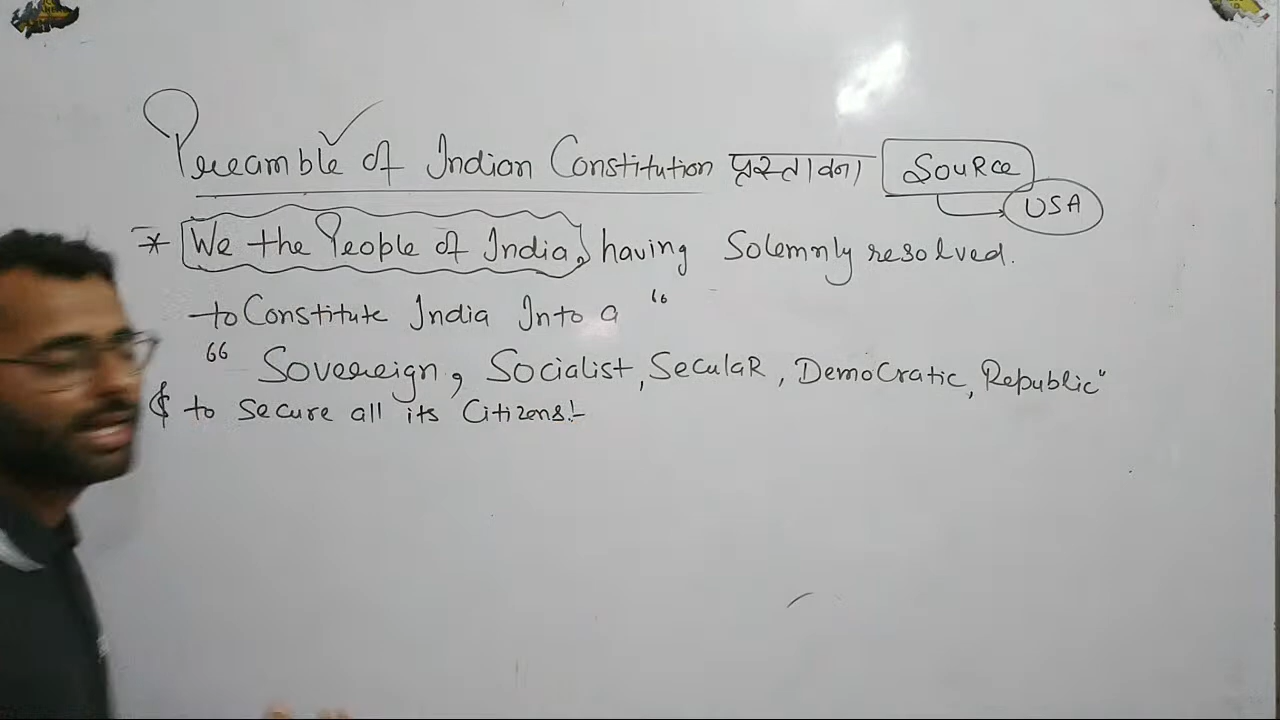 Preamble of Indian Constitution प्रस्तावना Source
USA
* We the People of India, having Solemnly resolved.
to Constitute India Into a "
" Sovereign, Socialist, Secular, Democratic, Republic"
& to secure all its Citizens:-